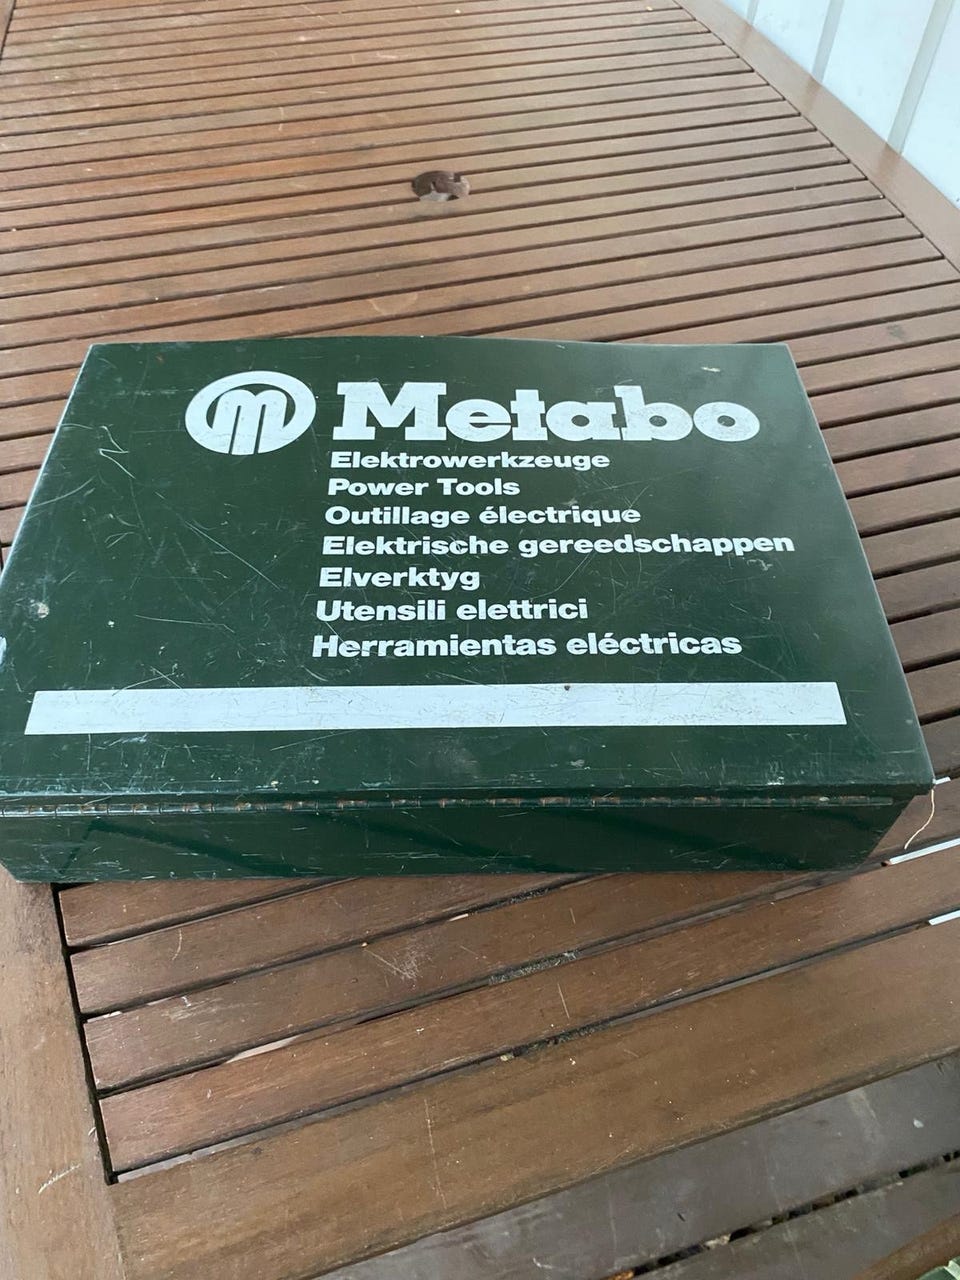 m Metabo
Elektrowerkzeuge
Power Tools
Outillage électrique
Elektrische gereedschappen
Elverktyg
Utensili elettrici
Herramientas eléctricas